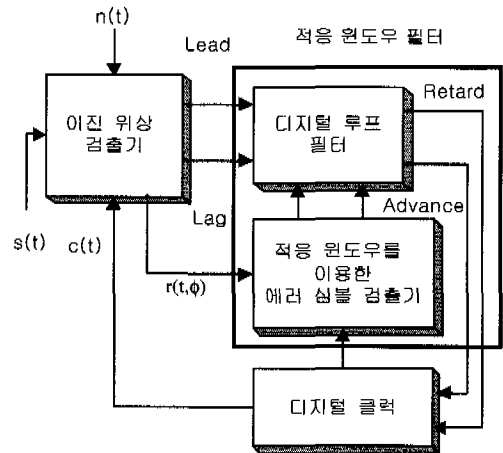 n(t)
Lead
적응 윈도우 필터
이진 위상
검출기
디지털 루프
필터
Retard
Lag
Advance
s(t)
c(t)
r(t,ϕ)
적응 윈도우를
이용한
에러 심볼 검출기
디지털 클럭